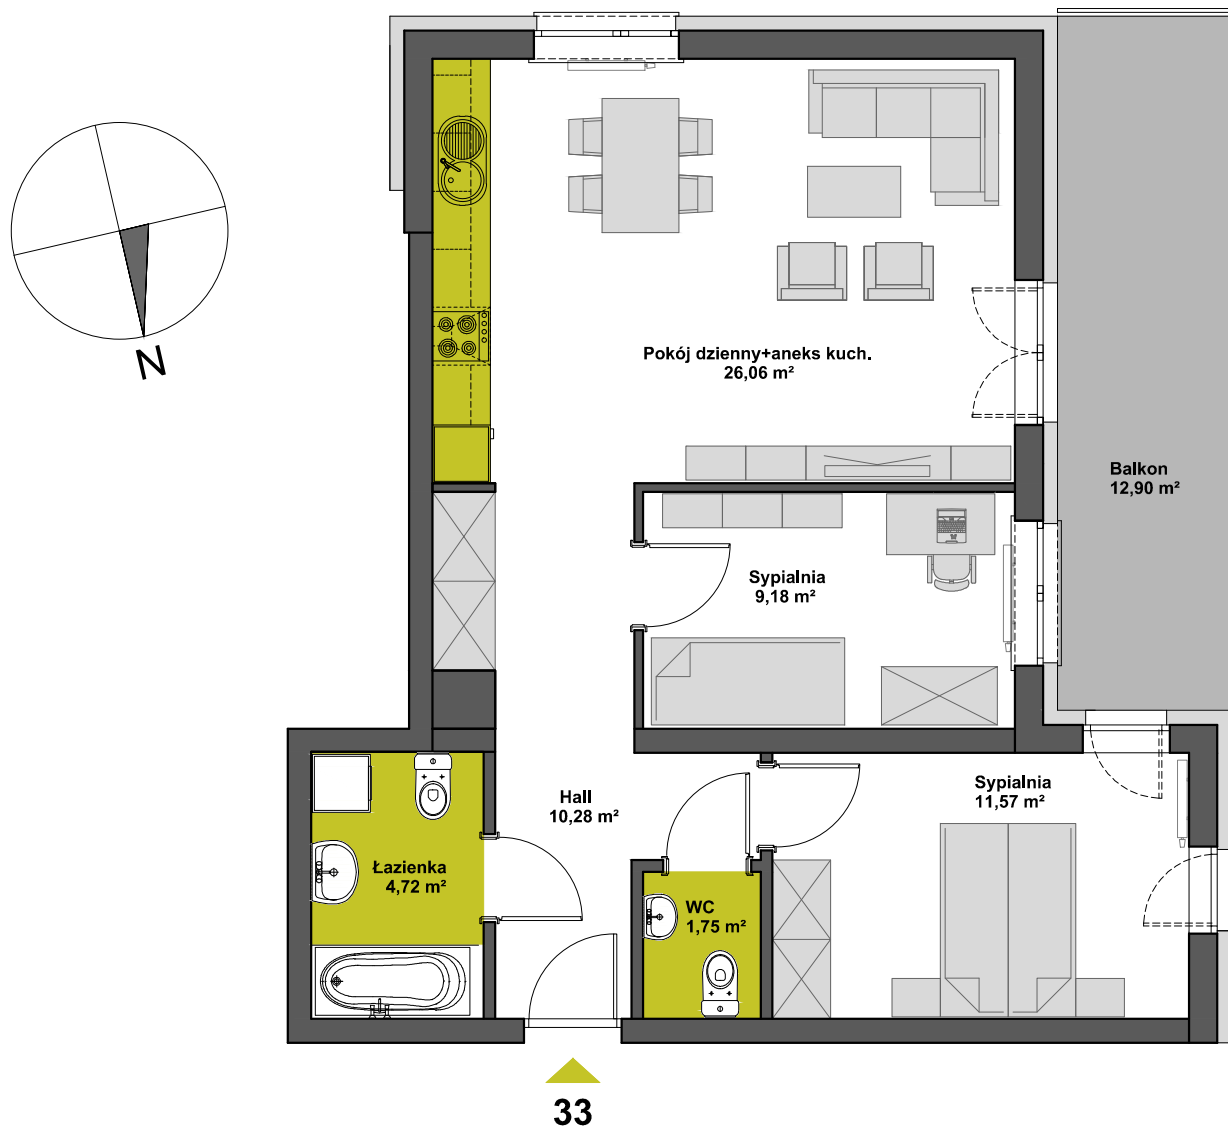 N
Pokój dzienny+aneks kuch.
26,06 m²
Balkon
12,90 m²
Sypialnia
9,18 m²
Sypialnia
11,57 m²
Hall
10,28 m²
Łazienka
4,72 m²
WC
1,75 m²
33